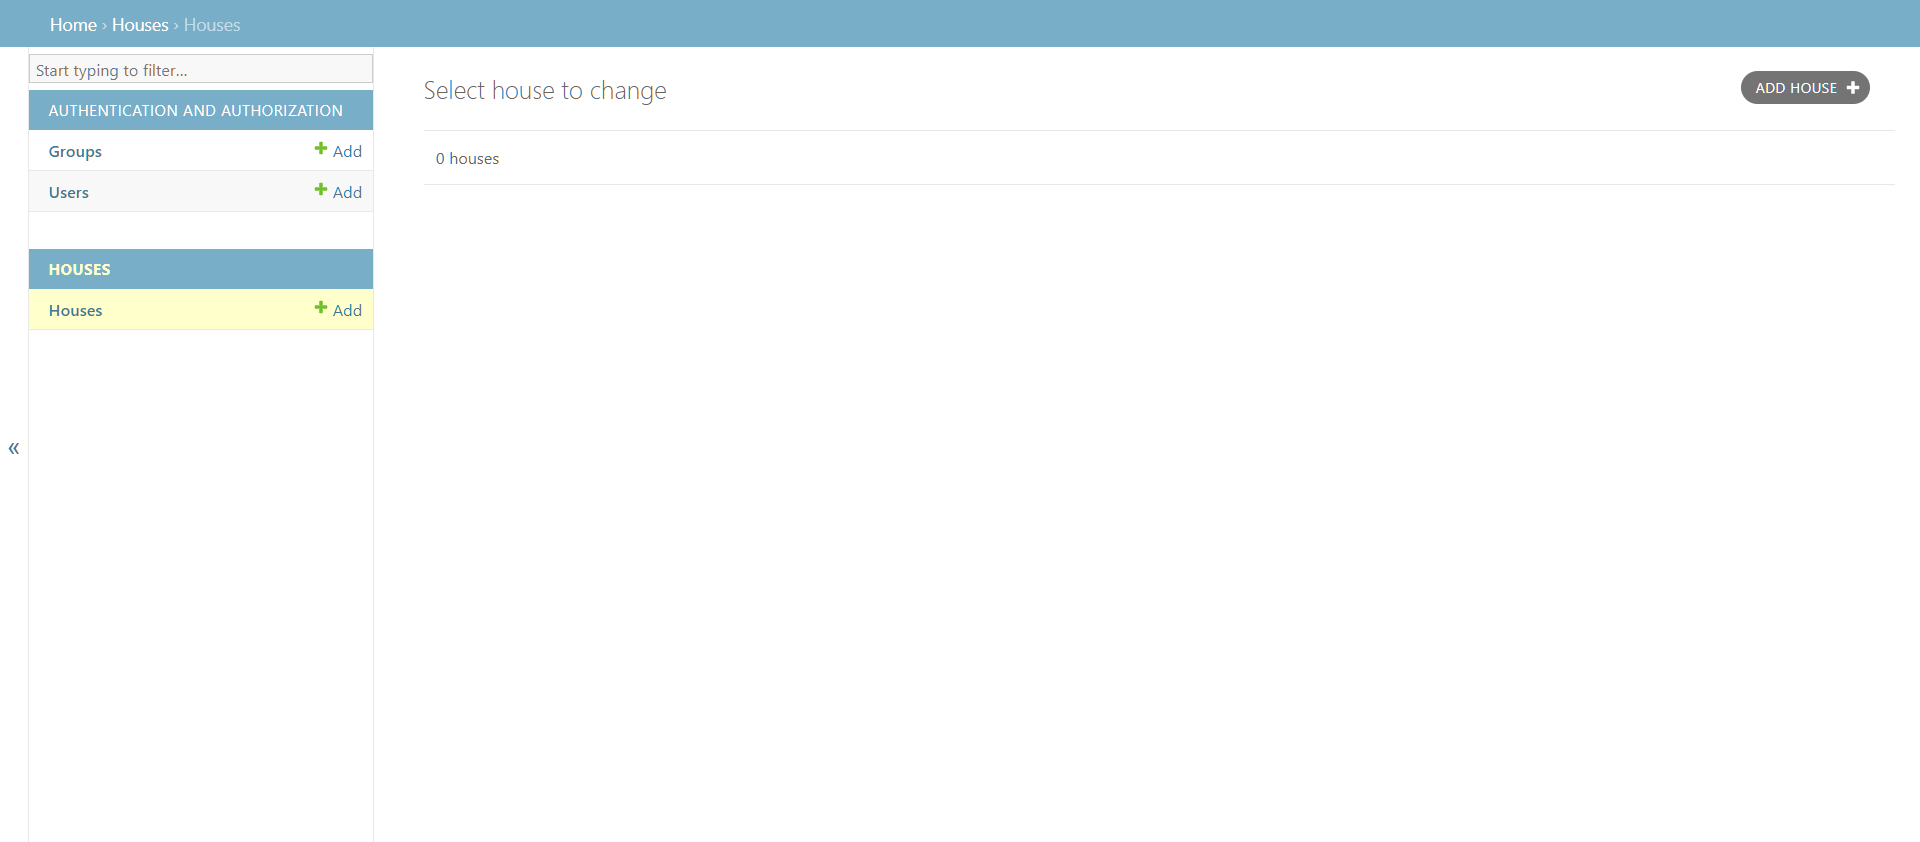 Home › Houses › Houses
Start typing to filter...
AUTHENTICATION AND AUTHORIZATION
Groups Add
Users Add
HOUSES
Houses Add
«
Select house to change
ADD HOUSE
0 houses